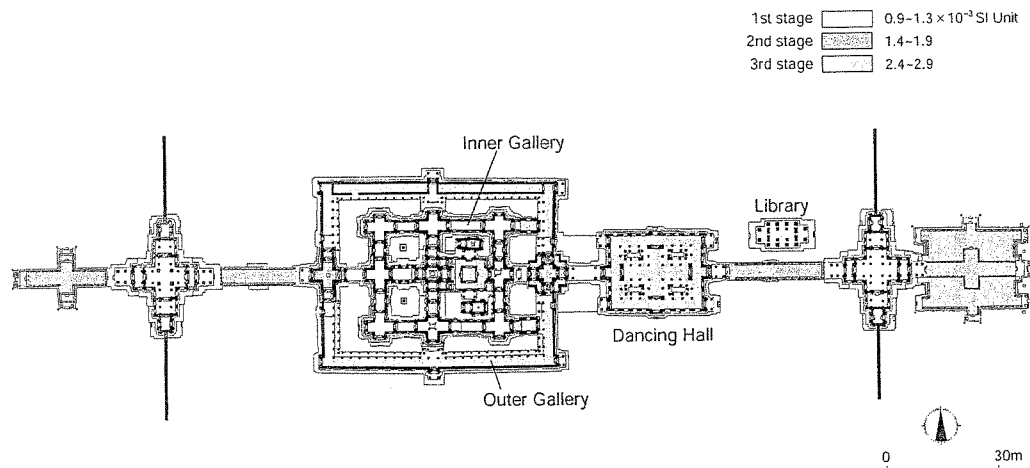 1st stage 0.9~1.3 × 10⁻³ SI Unit
2nd stage 1.4~1.9
3rd stage 2.4~2.9
Inner Gallery
Library
Dancing Hall
Outer Gallery
0 30m